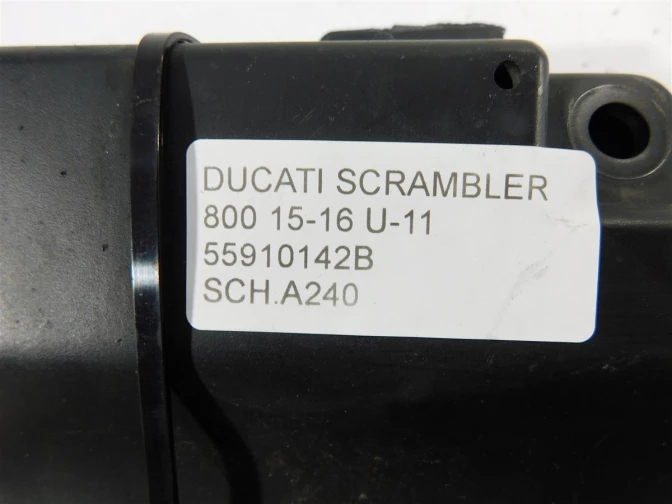 DUCATI SCRAMBLER
800 15-16 U-11
55910142B
SCH.A240